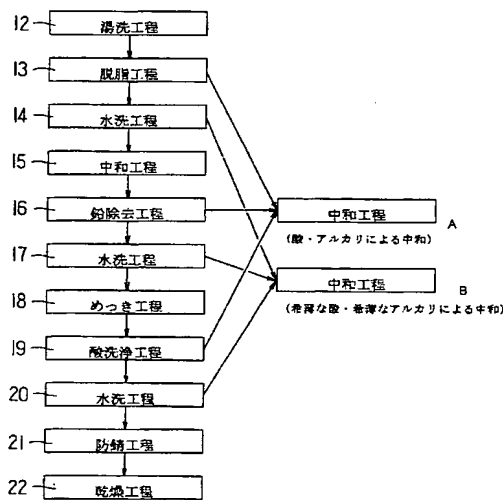 12 湯洗工程
13 脱脂工程
14 水洗工程
15 中和工程
16 鉛除去工程
中和工程 A
(酸・アルカリによる中和)
17 水洗工程
中和工程 B
(希薄な酸・希薄なアルカリによる中和)
18 めっき工程
19 酸洗浄工程
20 水洗工程
21 防錆工程
22 乾燥工程